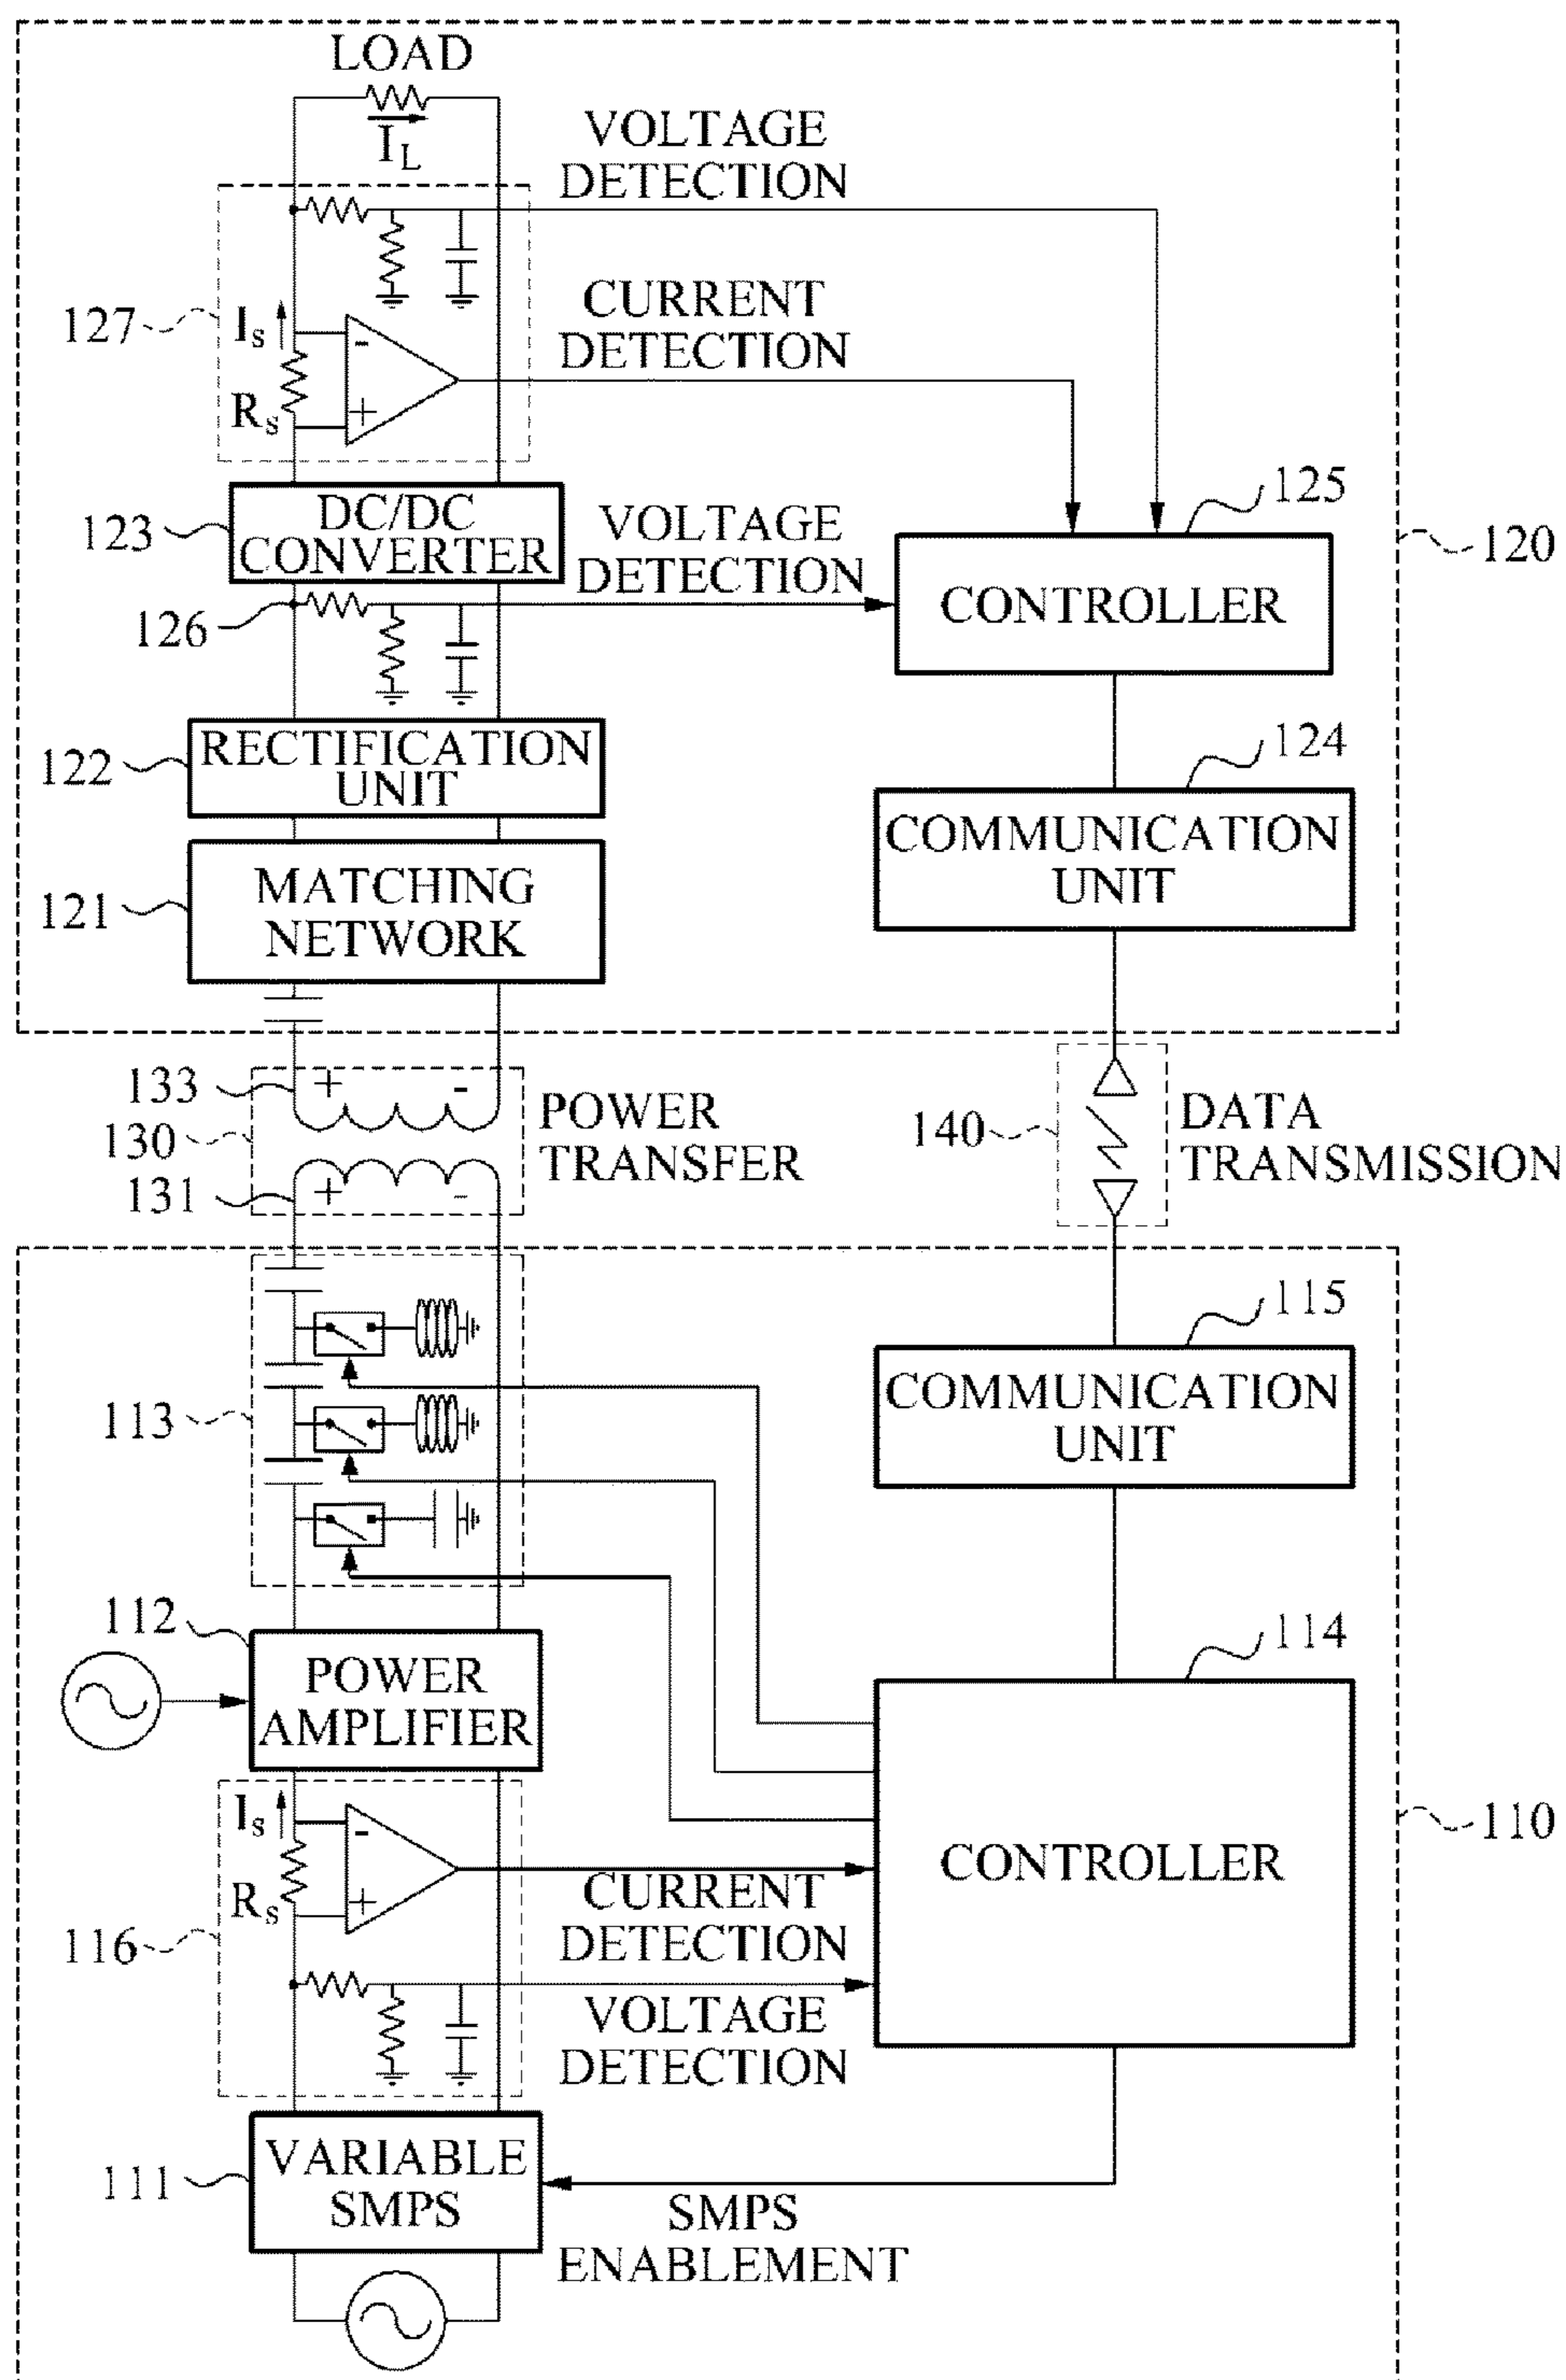 LOAD
I_L
VOLTAGE
DETECTION
127
I_s
-
CURRENT
DETECTION
R_s
+
125
DC/DC
CONVERTER
123
VOLTAGE
DETECTION
120
126
CONTROLLER
RECTIFICATION
UNIT
122
124
COMMUNICATION
UNIT
MATCHING
NETWORK
121
133
+ -
130
POWER
TRANSFER
140
DATA
TRANSMISSION
131
+ -
115
COMMUNICATION
UNIT
113
112
POWER
AMPLIFIER
114
I_s
-
CONTROLLER
110
R_s
+
CURRENT
DETECTION
116
VOLTAGE
DETECTION
VARIABLE
SMPS
111
SMPS
ENABLEMENT